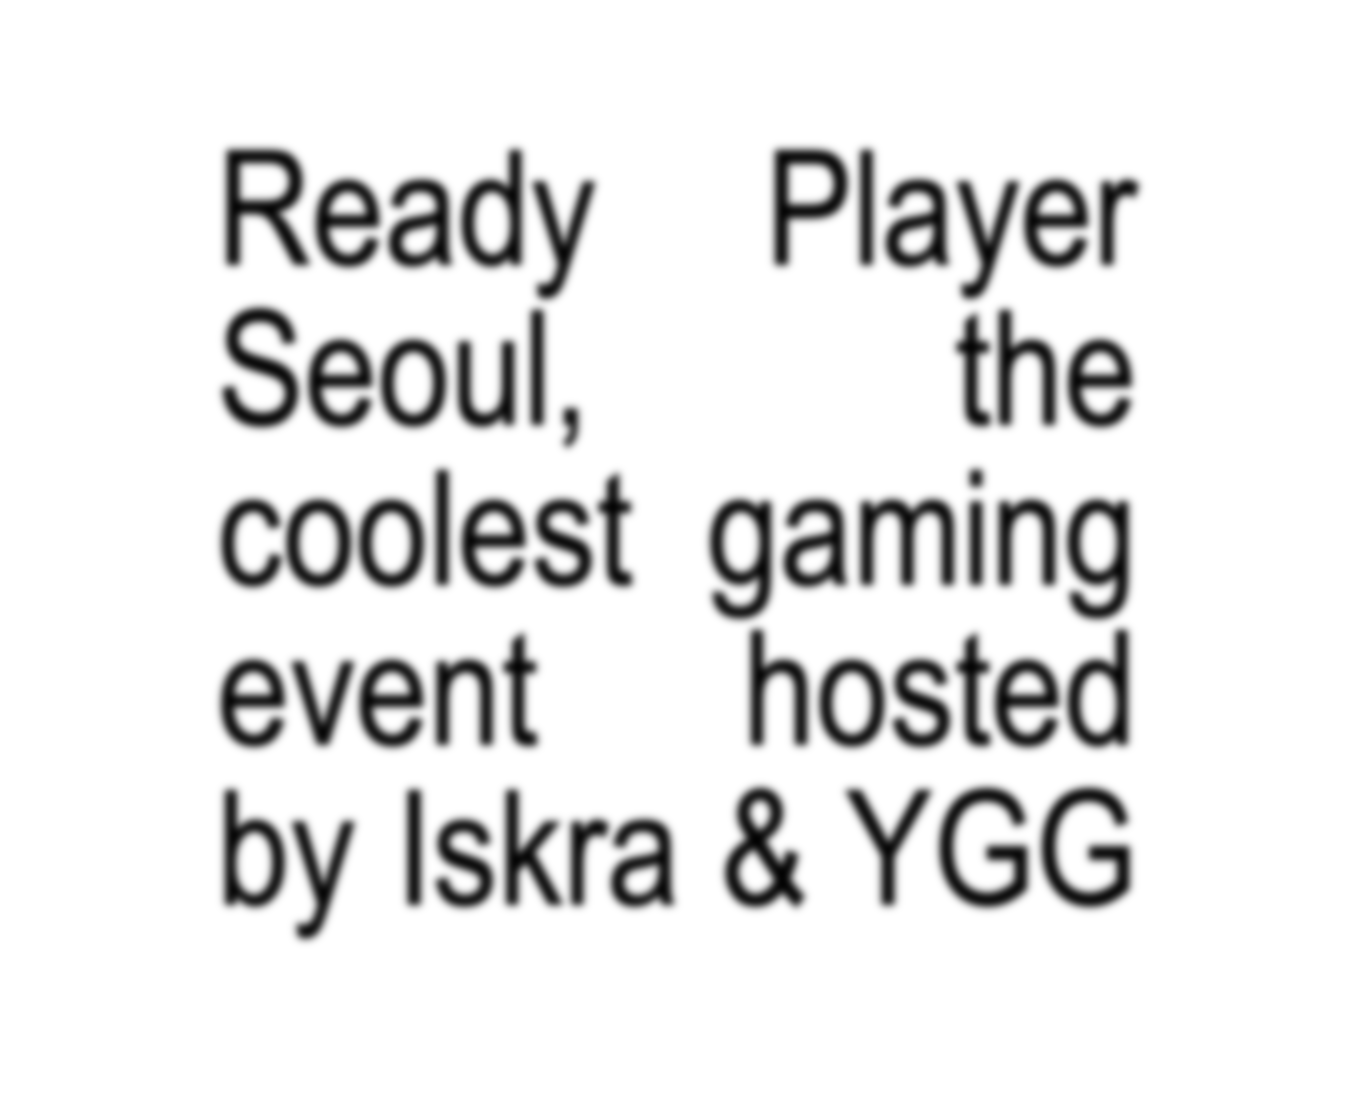 Ready Player
Seoul, the
coolest gaming
event hosted
by Iskra & YGG